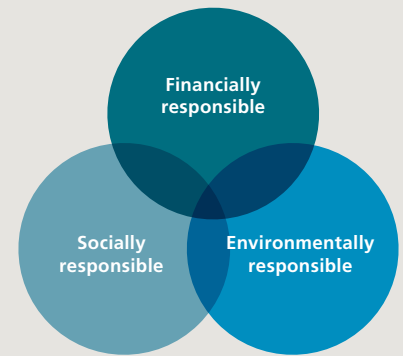 Financially
responsible
Socially
responsible
Environmentally
responsible